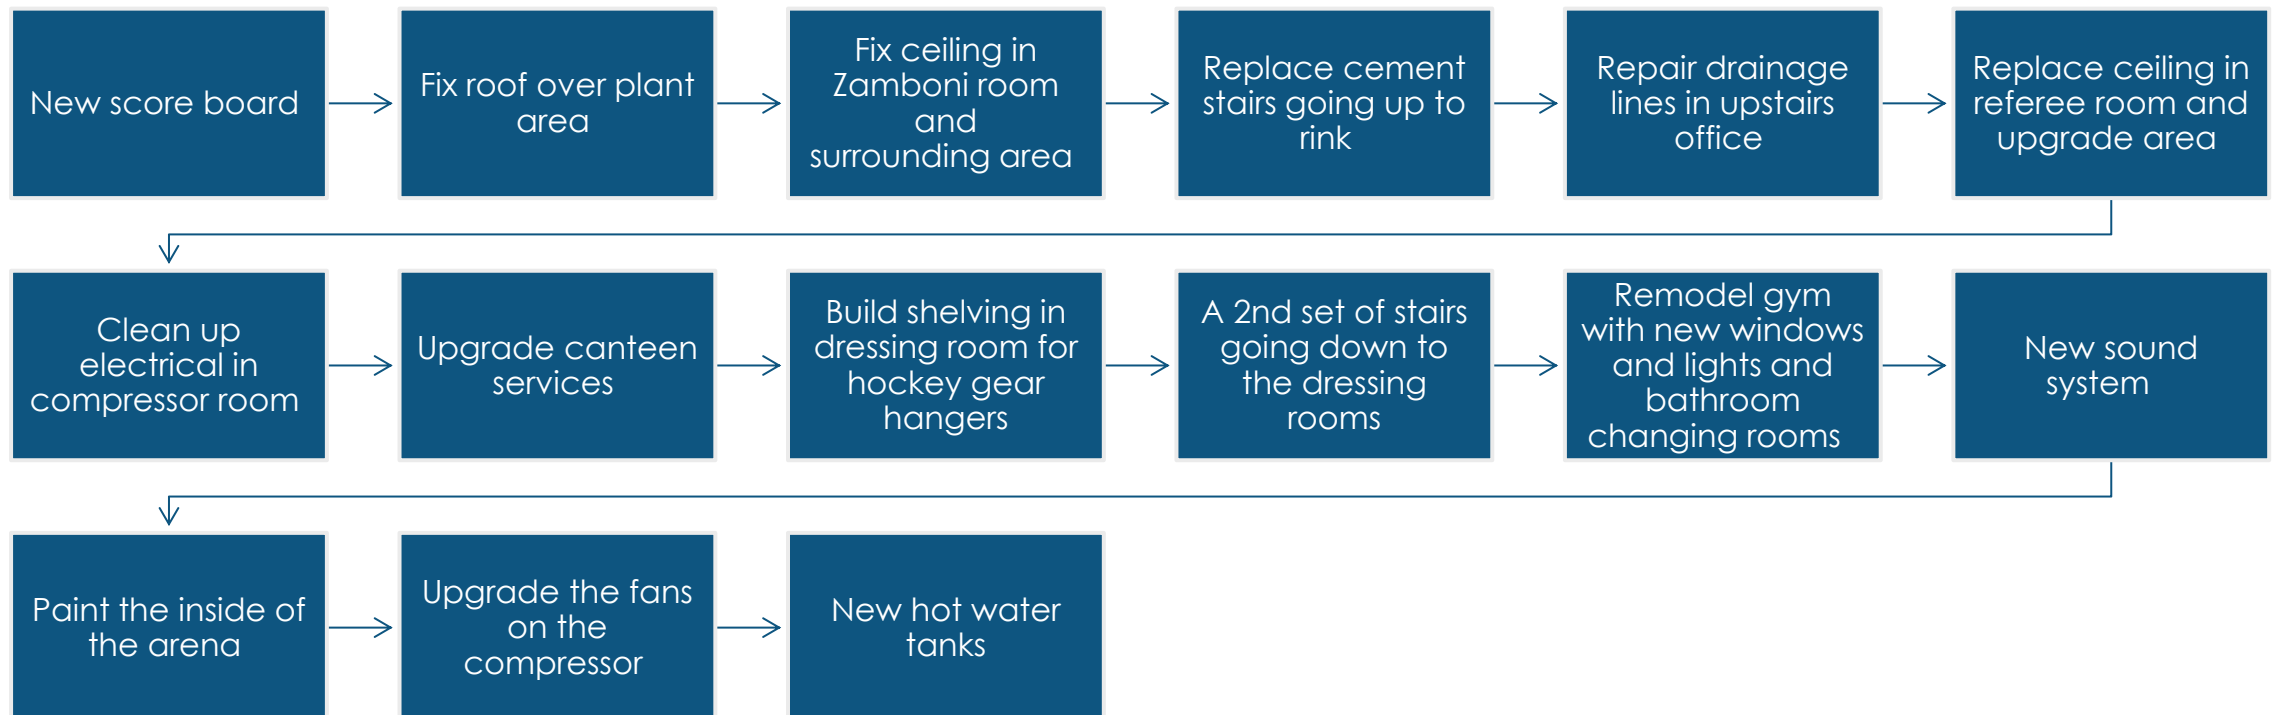 New score board
Fix roof over plant
area
Fix ceiling in
Zamboni room
and
surrounding area
Replace cement
stairs going up to
rink
Repair drainage
lines in upstairs
office
Replace ceiling in
referee room and
upgrade area
Clean up
electrical in
compressor room
Upgrade canteen
services
Build shelving in
dressing room for
hockey gear
hangers
A 2nd set of stairs
going down to
the dressing
rooms
Remodel gym
with new windows
and lights and
bathroom
changing rooms
New sound
system
Paint the inside of
the arena
Upgrade the fans
on the
compressor
New hot water
tanks